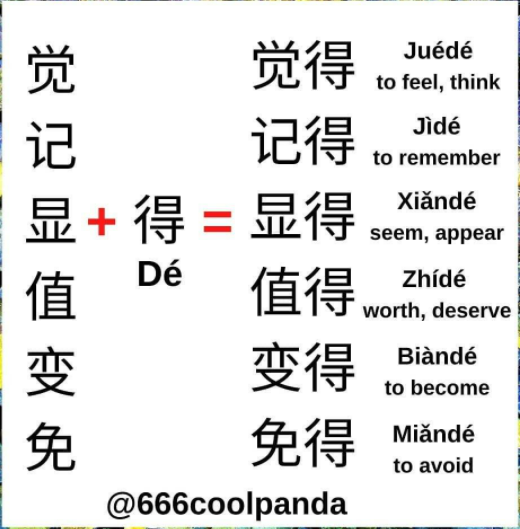 觉 觉得 Juédé
to feel, think
记 记得 Jìdé
to remember
显 + 得 = 显得 Xiǎndé
Dé seem, appear
值 值得 Zhídé
worth, deserve
变 变得 Biàndé
to become
免 免得 Miǎndé
to avoid
@666coolpanda